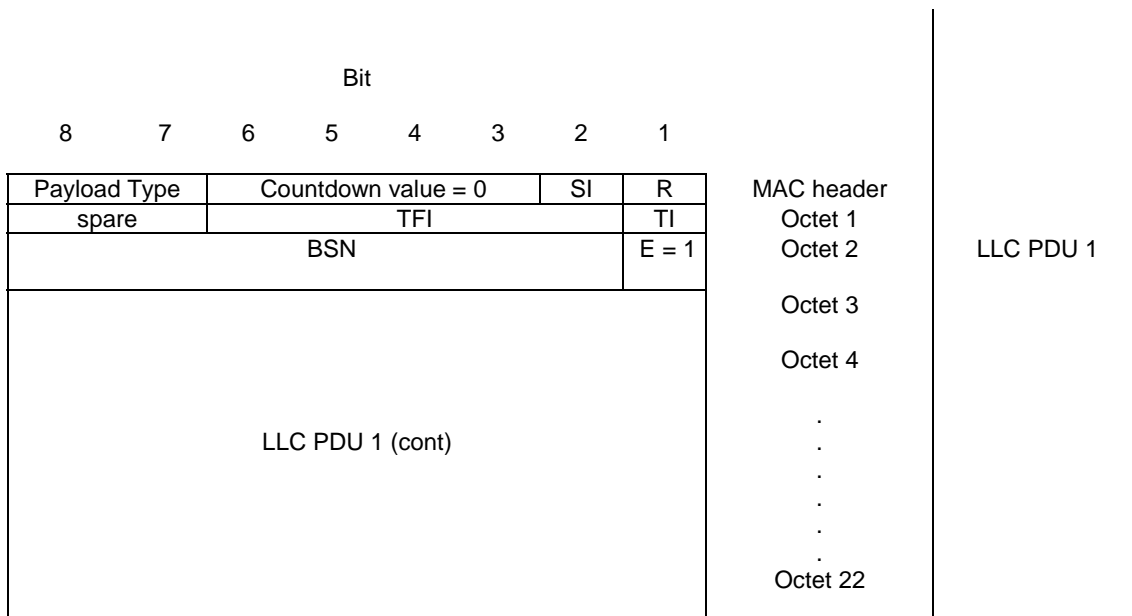 Bit
8 7 6 5 4 3 2 1
Payload Type Countdown value = 0 SI R MAC header
spare TFI TI Octet 1
BSN E = 1 Octet 2 LLC PDU 1
Octet 3
Octet 4
.
LLC PDU 1 (cont) .
.
.
.
.
Octet 22